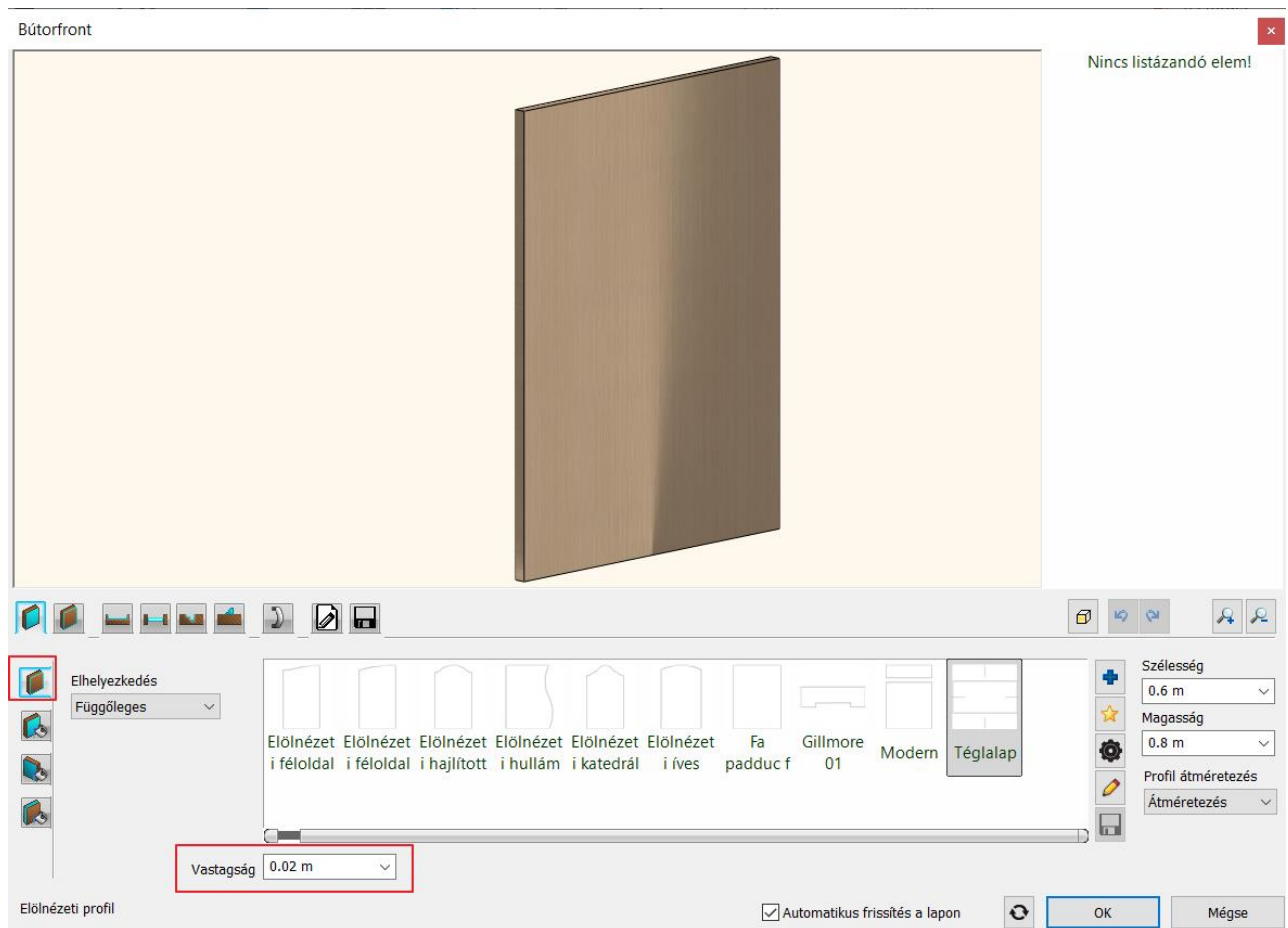 Bútorfront
Nincs listázandó elem!
Elhelyezkedés
Függőleges
Elölnézet
i féloldal
Elölnézet
i féloldal
Elölnézet
i hajlított
Elölnézet
i hullám
Elölnézet
i katedrál
Elölnézet
i íves
Fa
padduc f
Gillmore
01
Modern
Téglalap
Szélesség
0.6 m
Magasság
0.8 m
Profil átméretezés
Átméretezés
Vastagság 0.02 m
Elölnézeti profil
Automatikus frissítés a lapon
OK
Mégse